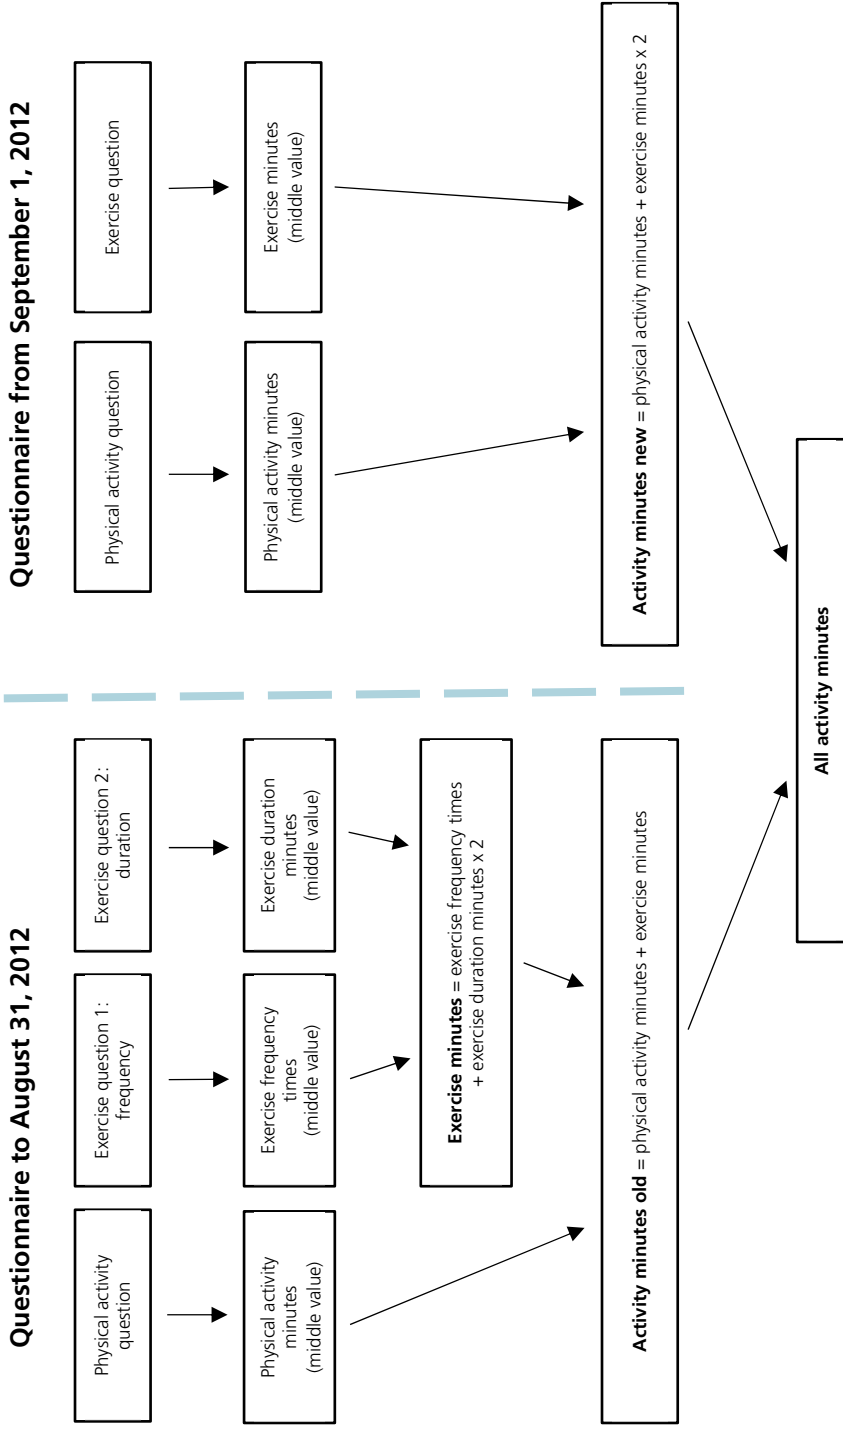 Questionnaire to August 31, 2012
Physical activity
question
Exercise question 1:
frequency
Exercise question 2:
duration
Physical activity
minutes
(middle value)
Exercise frequency
times
(middle value)
Exercise duration
minutes
(middle value)
Exercise minutes = exercise frequency times
+ exercise duration minutes x 2
Activity minutes old = physical activity minutes + exercise minutes
Questionnaire from September 1, 2012
Physical activity question
Exercise question
Physical activity minutes
(middle value)
Exercise minutes
(middle value)
Activity minutes new = physical activity minutes + exercise minutes x 2
All activity minutes